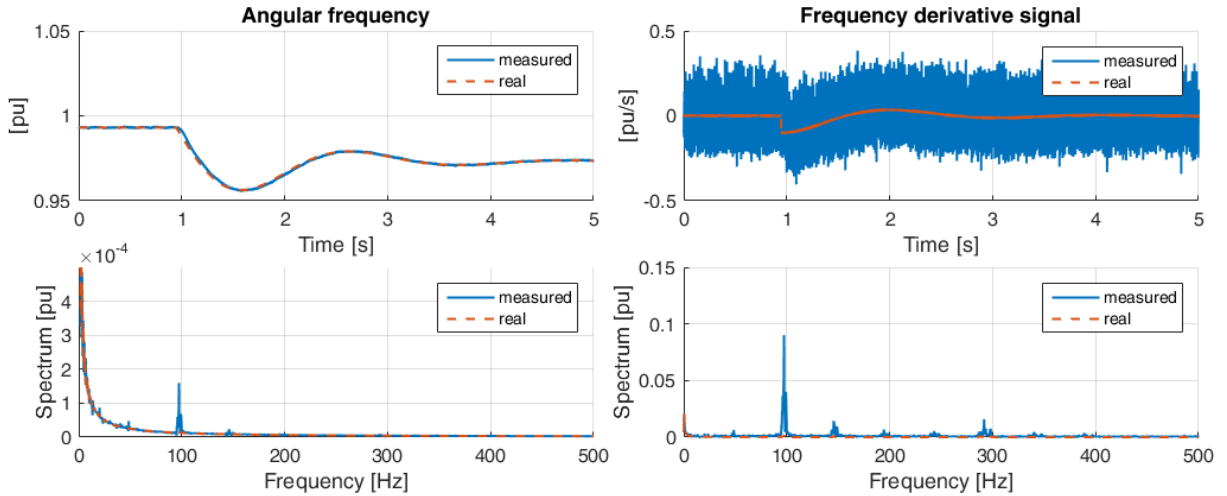 Angular frequency
1.05
1
0.95
[pu]
measured
real
0 1 2 3 4 5
Time [s]
Frequency derivative signal
0.5
0
-0.5
[pu/s]
measured
real
0 1 2 3 4 5
Time [s]
×10-4
4
3
2
1
0
Spectrum [pu]
measured
real
0 100 200 300 400 500
Frequency [Hz]
0.15
0.1
0.05
0
Spectrum [pu]
measured
real
0 100 200 300 400 500
Frequency [Hz]